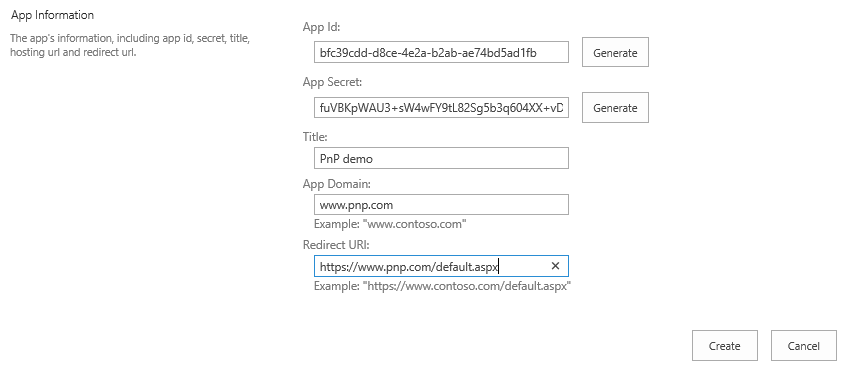 App Information
The app's information, including app id, secret, title,
hosting url and redirect url.
App Id:
bfc39cdd-d8ce-4e2a-b2ab-ae74bd5ad1fb
Generate
App Secret:
fuVBKpWAU3+sW4wFY9tL82Sg5b3q604XX+vD
Generate
Title:
PnP demo
App Domain:
www.pnp.com
Example: "www.contoso.com"
Redirect URI:
https://www.pnp.com/default.aspx
Example: "https://www.contoso.com/default.aspx"
Create
Cancel